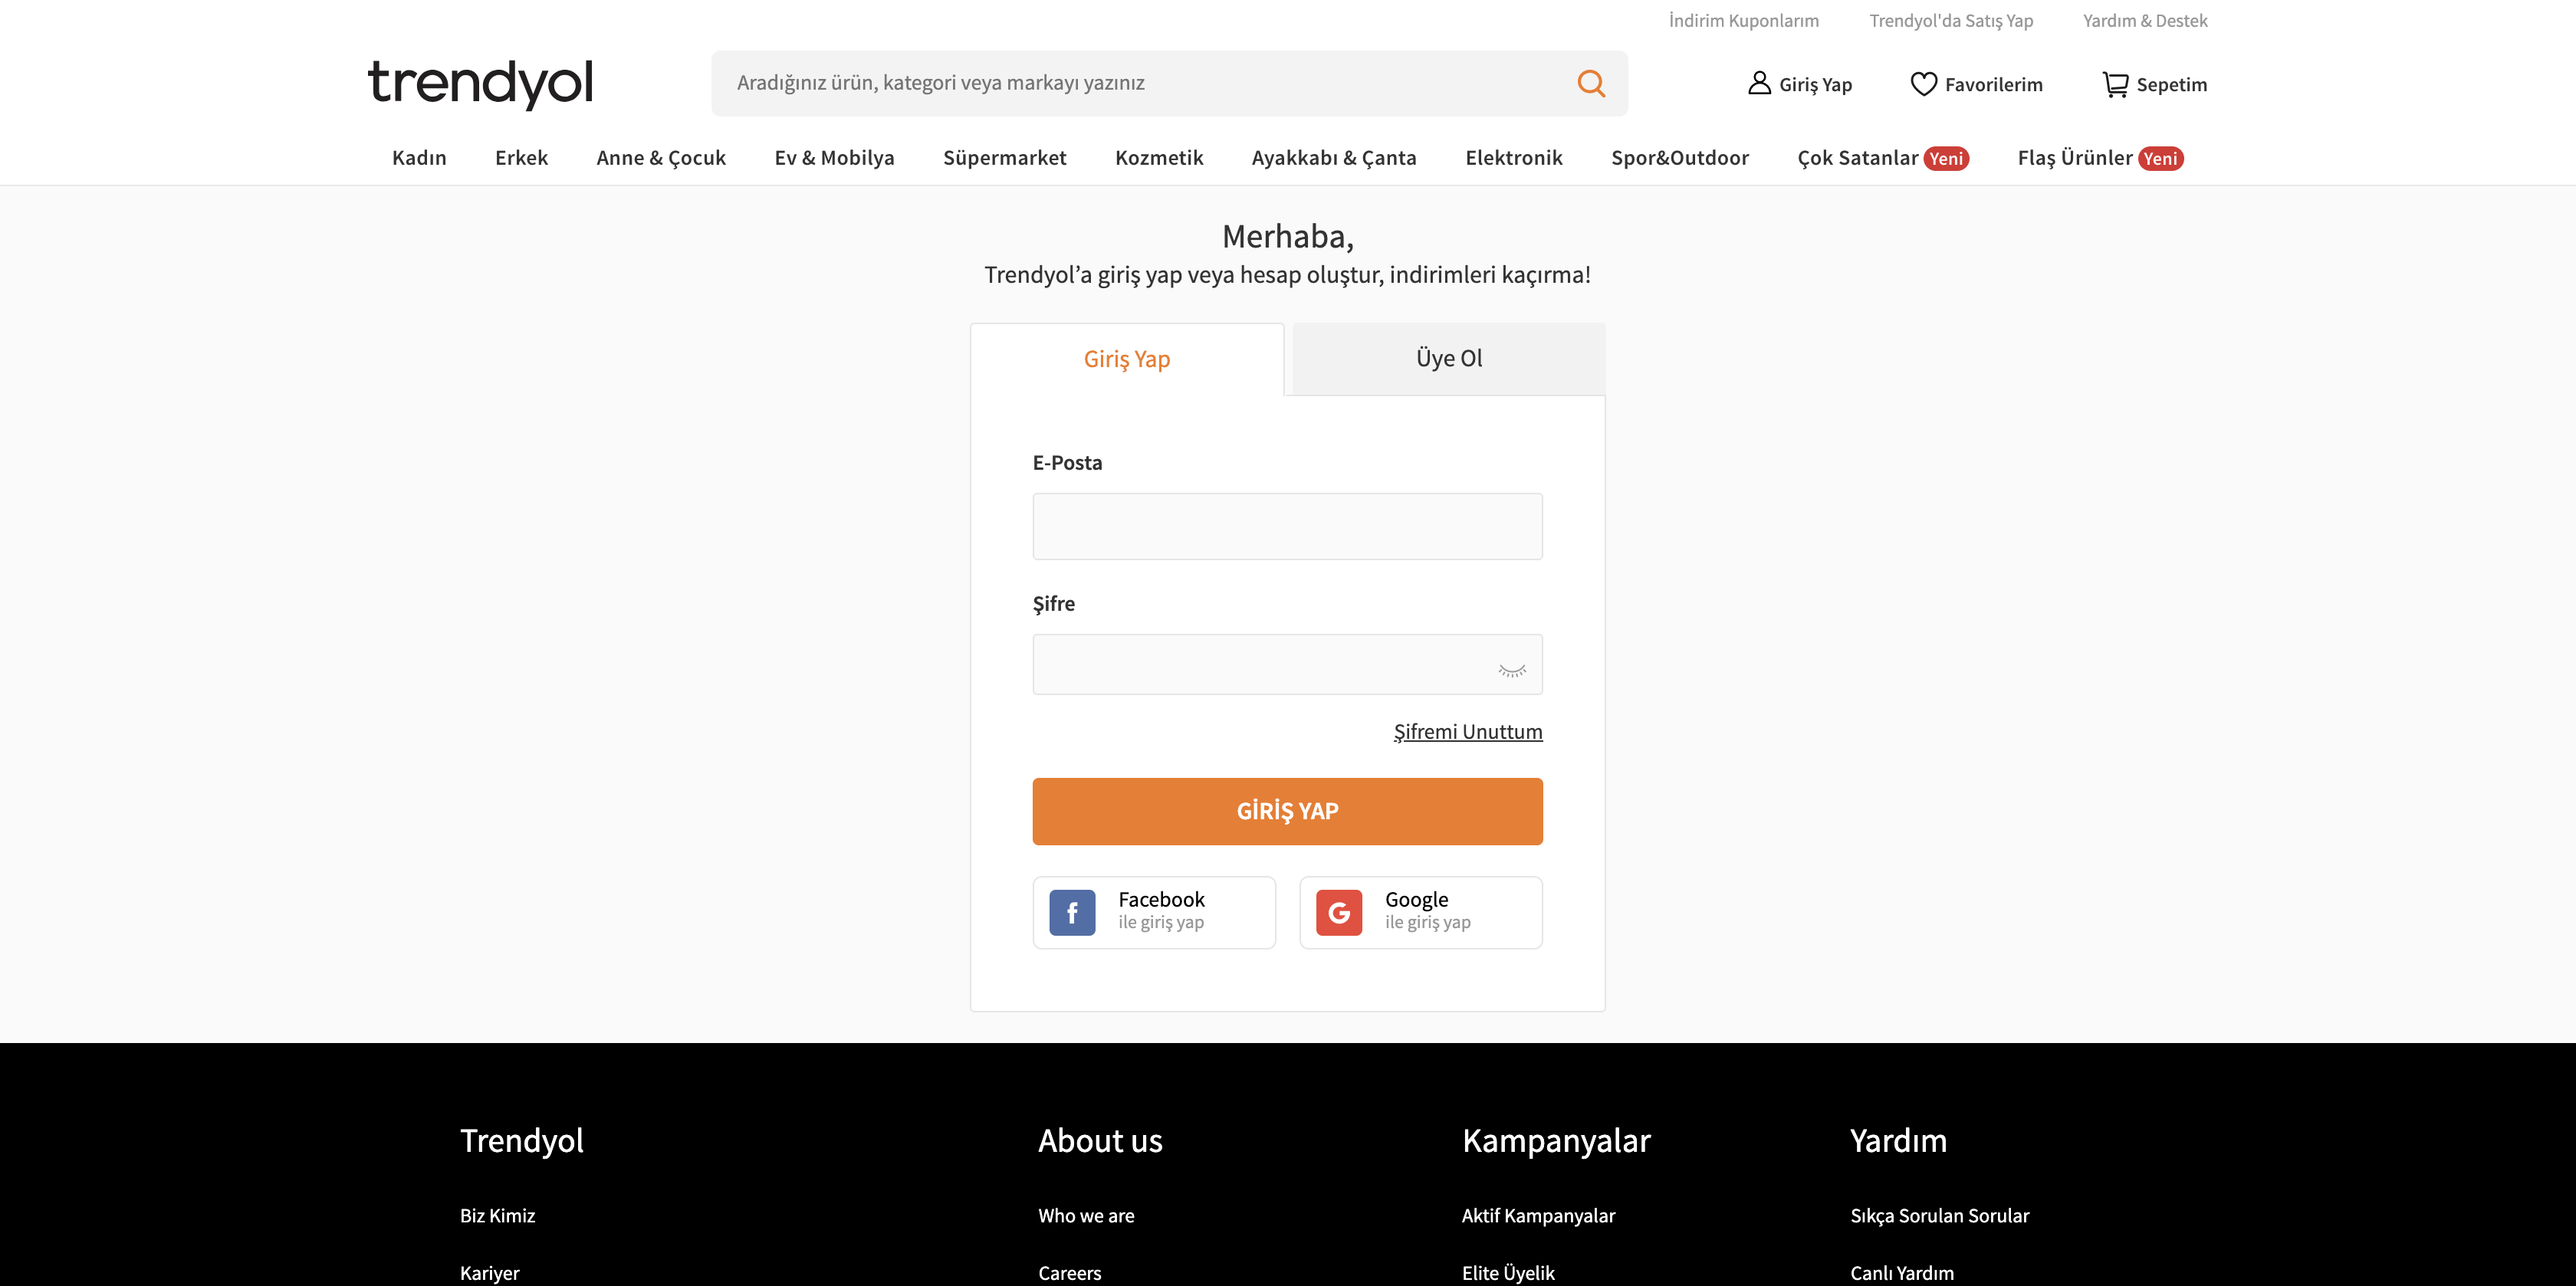 İndirim Kuponlarım Trendyol'da Satış Yap Yardım & Destek
trendyol
Aradığınız ürün, kategori veya markayı yazınız
Giriş Yap Favorilerim Sepetim
Kadın Erkek Anne & Çocuk Ev & Mobilya Süpermarket Kozmetik Ayakkabı & Çanta Elektronik Spor&Outdoor Çok Satanlar Yeni Flaş Ürünler Yeni
Merhaba,
Trendyol’a giriş yap veya hesap oluştur, indirimleri kaçırma!
Giriş Yap Üye Ol
E-Posta
Şifre
Şifremi Unuttum
GİRİŞ YAP
f Facebook
ile giriş yap
G Google
ile giriş yap
Trendyol About us Kampanyalar Yardım
Biz Kimiz Who we are Aktif Kampanyalar Sıkça Sorulan Sorular
Kariyer Careers Elite Üyelik Canlı Yardım